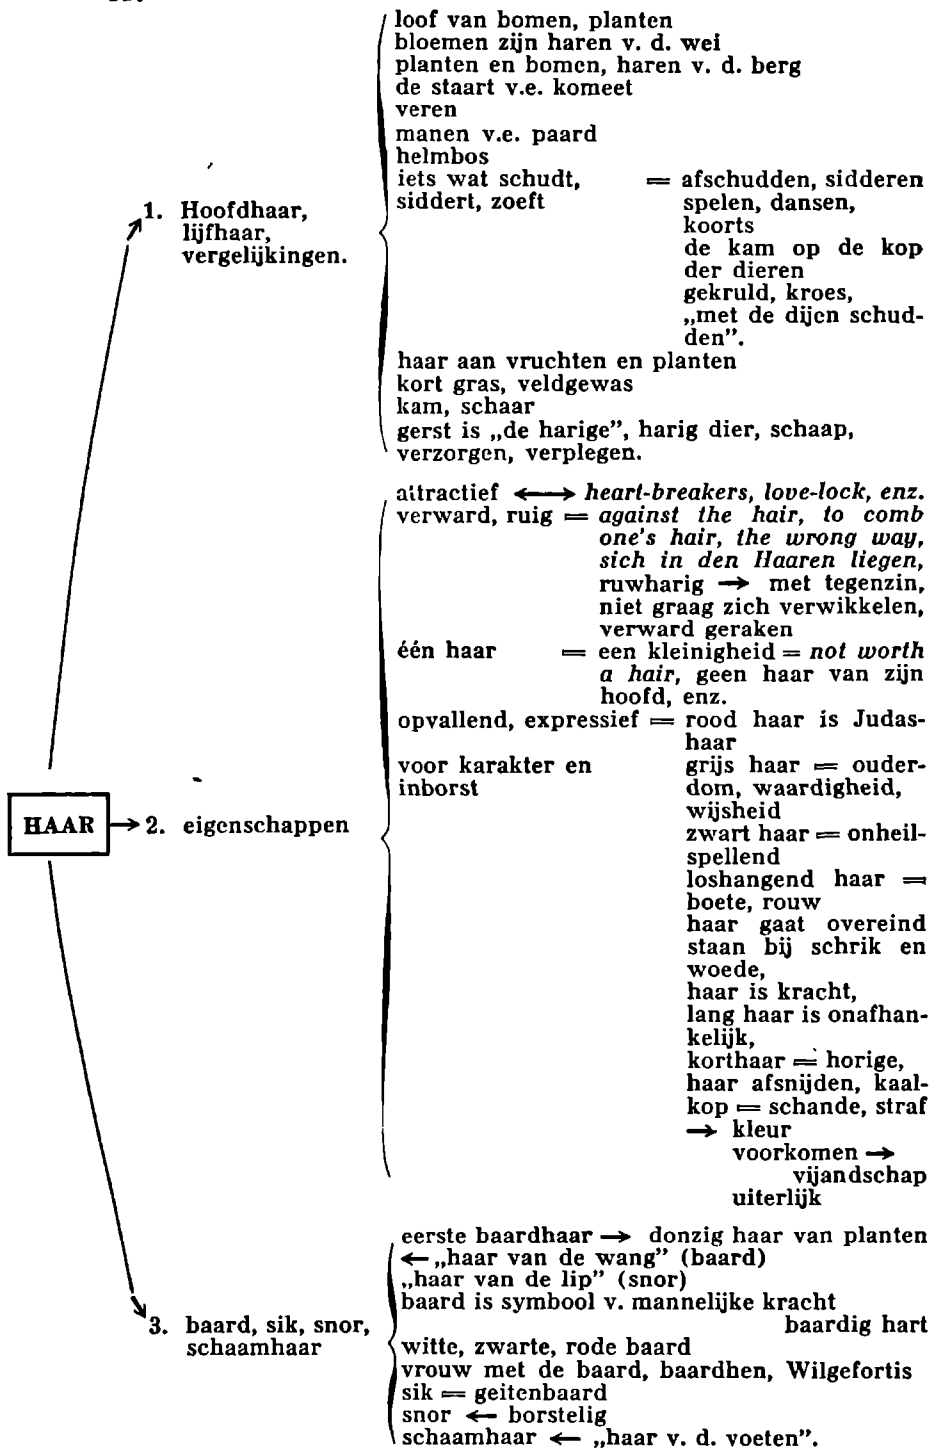 loof van bomen, planten
bloemen zijn haren v. d. wei
planten en bomen, haren v. d. berg
de staart v.e. komeet
veren
manen v.e. paard
helmbos
iets wat schudt, = afschudden, sidderen
siddert, zoeft spelen, dansen,
koorts
de kam op de kop
der dieren
gekruld, kroes,
„met de dijen schud-
den”.
1. Hoofdhaar,
lijfhaar,
vergelijkingen.
haar aan vruchten en planten
kort gras, veldgewas
kam, schaar
gerst is „de harige”, harig dier, schaap,
verzorgen, verplegen.
attractief ⟷ heart-breakers, love-lock, enz.
verward, ruig = against the hair, to comb
one's hair, the wrong way,
sich in den Haaren liegen,
ruwharig → met tegenzin,
niet graag zich verwikkelen,
verward geraken
één haar = een kleinigheid = not worth
a hair, geen haar van zijn
hoofd, enz.
opvallend, expressief = rood haar is Judas-
haar
voor karakter en grijs haar = ouder-
inborst dom, waardigheid,
wijsheid
HAAR → 2. eigenschappen
zwart haar = onheil-
spellend
loshangend haar =
boete, rouw
haar gaat overeind
staan bij schrik en
woede,
haar is kracht,
lang haar is onafhan-
kelijk,
korthaar = horige,
haar afsnijden, kaal-
kop = schande, straf
→ kleur
voorkomen →
vijandschap
uiterlijk
eerste baardhaar → donzig haar van planten
← „haar van de wang” (baard)
„haar van de lip” (snor)
baard is symbool v. mannelijke kracht
baardig hart
3. baard, sik, snor,
schaamhaar
witte, zwarte, rode baard
vrouw met de baard, baardhen, Wilgefortis
sik = geitenbaard
snor ← borstelig
schaamhaar ← „haar v. d. voeten”.